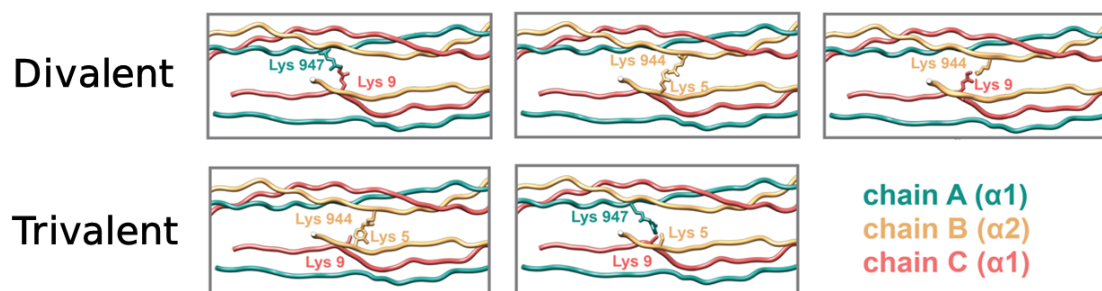 Divalent
Lys 947
Lys 9
Lys 944
Lys 5
Lys 944
Lys 9
Trivalent
Lys 944
Lys 5
Lys 9
Lys 947
Lys 5
Lys 9
chain A (α1)
chain B (α2)
chain C (α1)